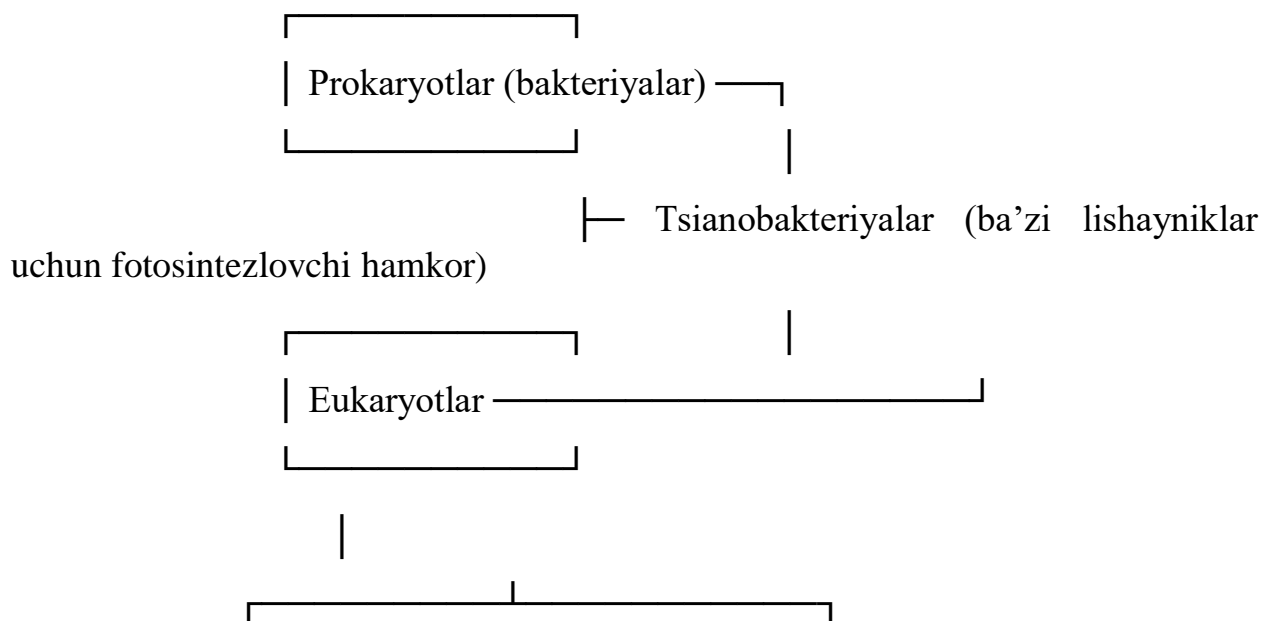 Prokaryotlar (bakteriyalar)
Tsianobakteriyalar (ba’zi lishayniklar
uchun fotosintezlovchi hamkor)
Eukaryotlar